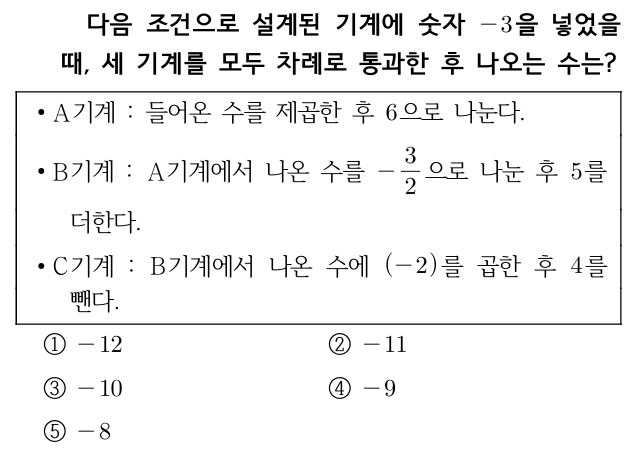 다음 조건으로 설계된 기계에 숫자 −3을 넣었을
때, 세 기계를 모두 차례로 통과한 후 나오는 수는?
• A기계 : 들어온 수를 제곱한 후 6으로 나눈다.
• B기계 : A기계에서 나온 수를 −3/2으로 나눈 후 5를
더한다.
• C기계 : B기계에서 나온 수에 (−2)를 곱한 후 4를
뺀다.
① −12 ② −11
③ −10 ④ −9
⑤ −8